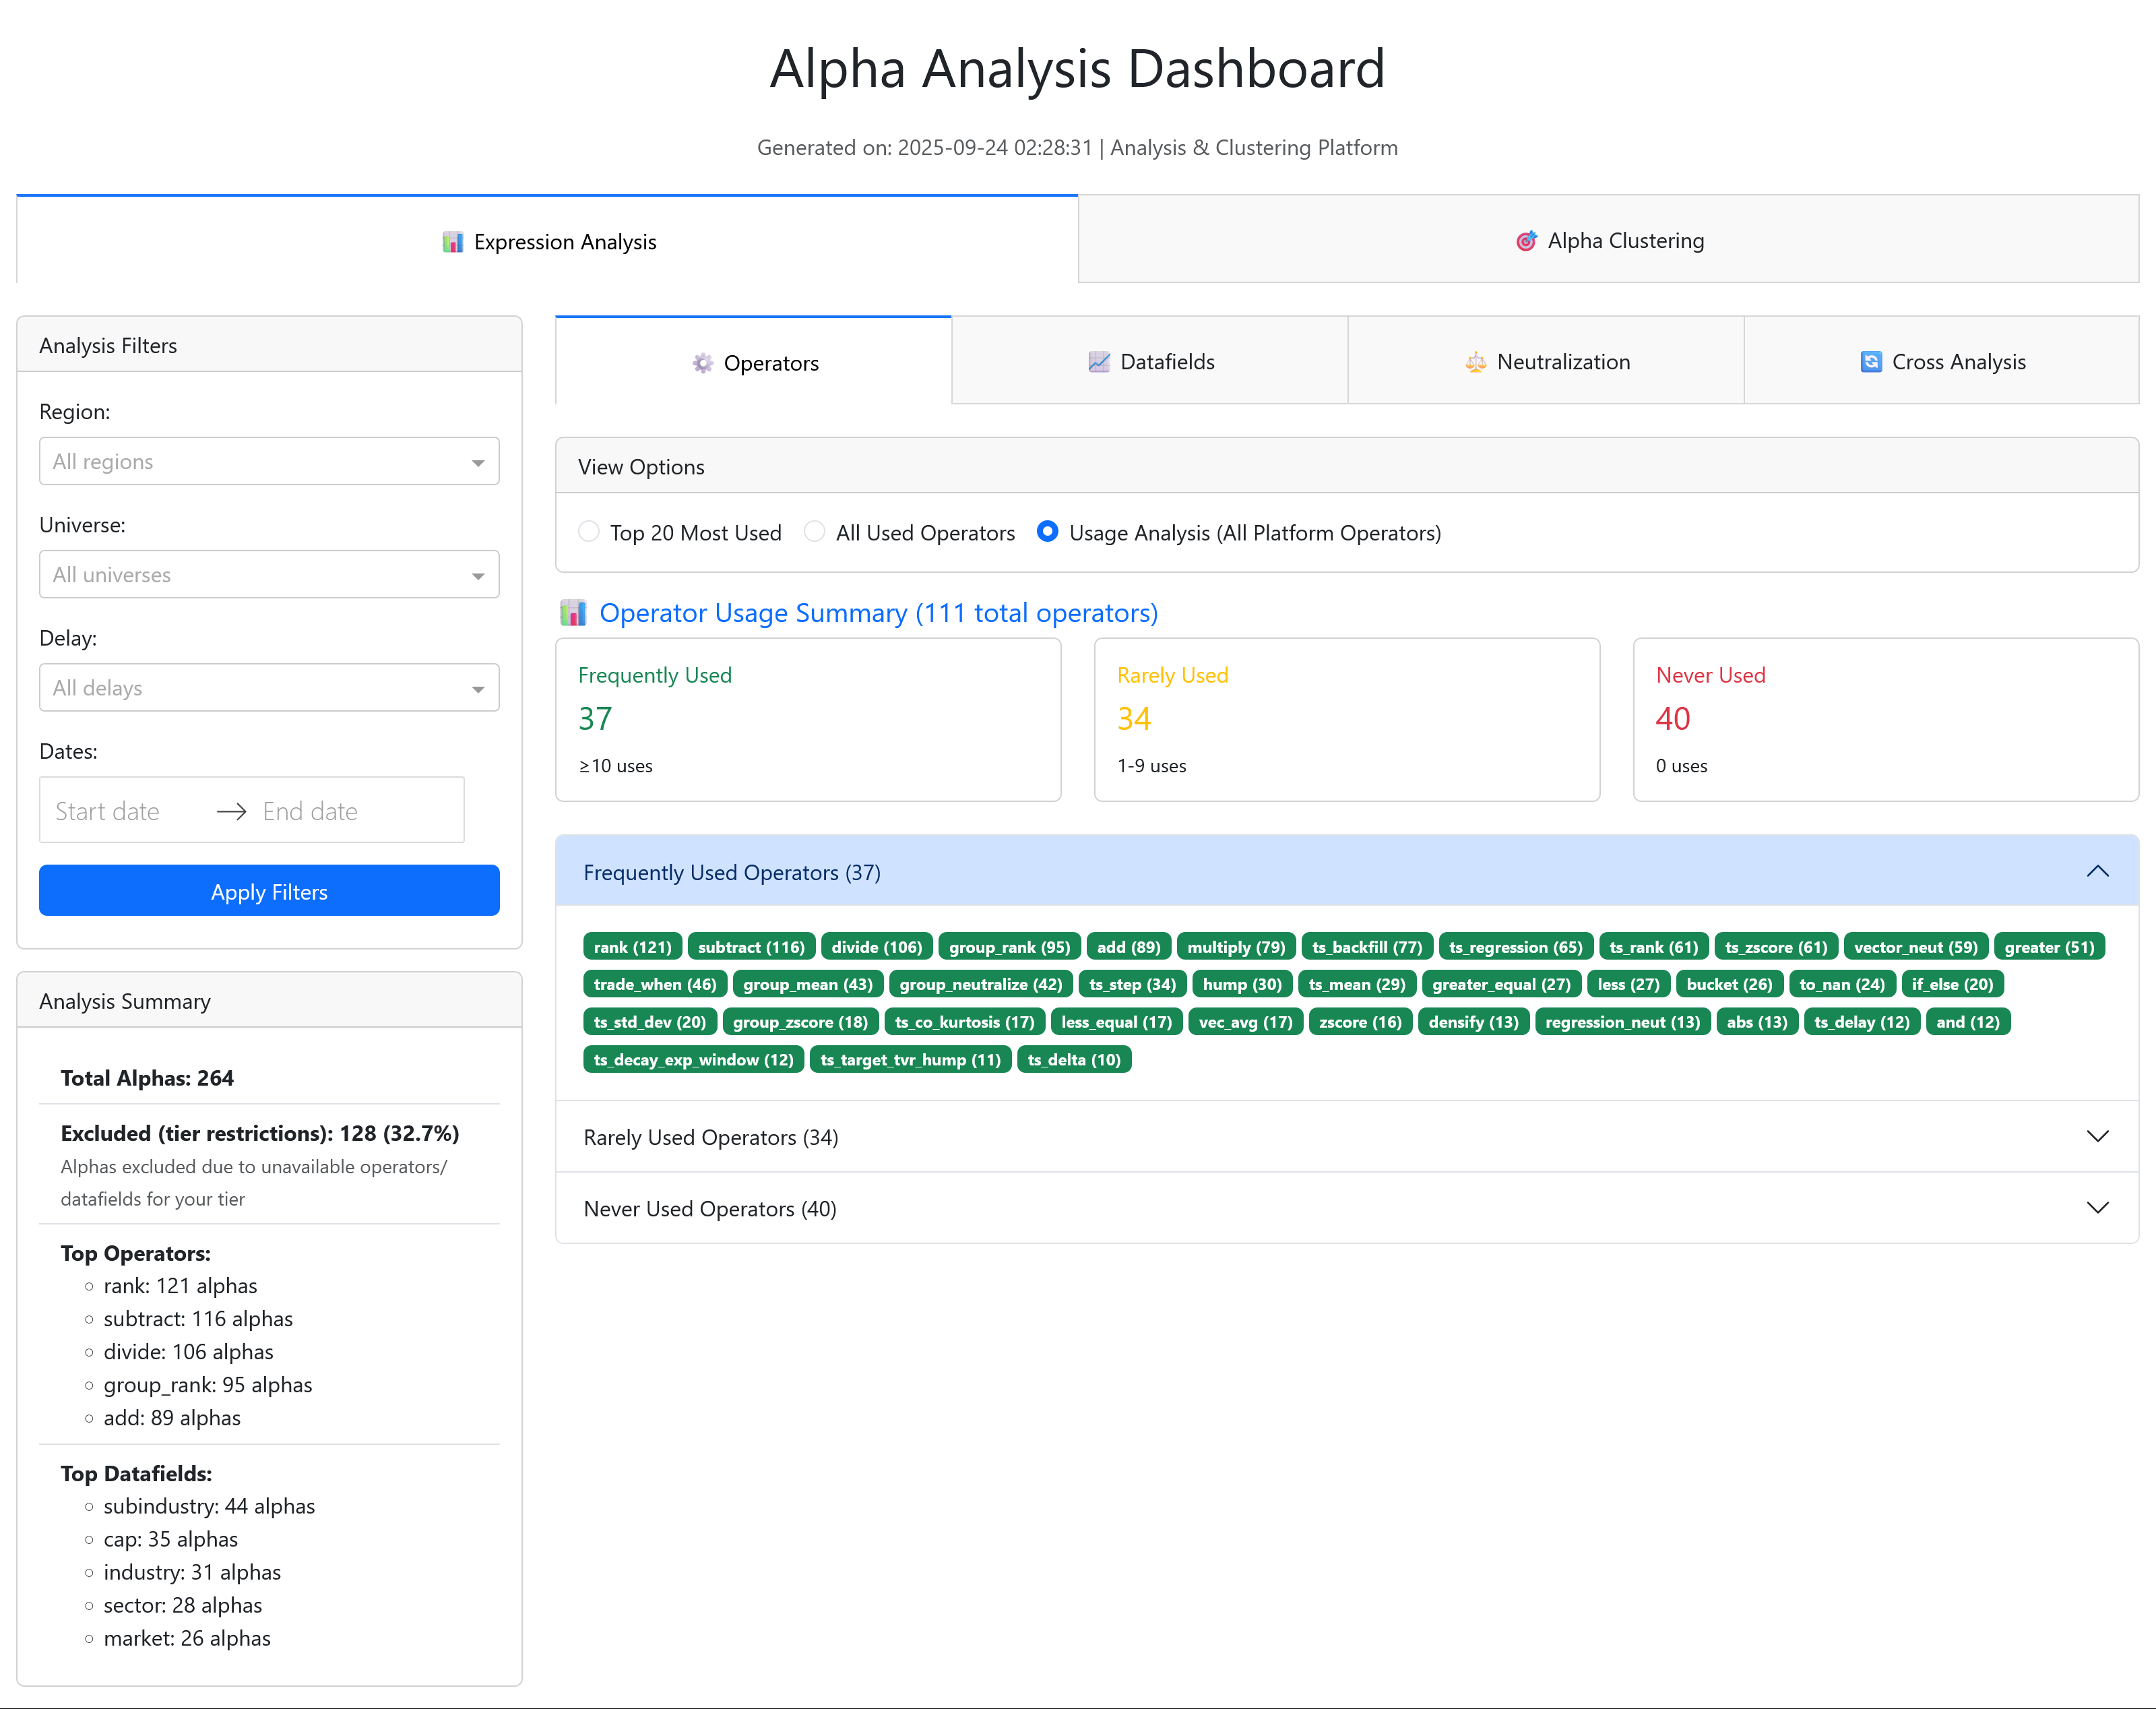 Alpha Analysis Dashboard
Generated on: 2025-09-24 02:28:31 | Analysis & Clustering Platform
Expression Analysis
Alpha Clustering
Analysis Filters
Region:
All regions
Universe:
All universes
Delay:
All delays
Dates:
Start date → End date
Apply Filters
Analysis Summary
Total Alphas: 264
Excluded (tier restrictions): 128 (32.7%)
Alphas excluded due to unavailable operators/
datafields for your tier
Top Operators:
rank: 121 alphas
subtract: 116 alphas
divide: 106 alphas
group_rank: 95 alphas
add: 89 alphas
Top Datafields:
subindustry: 44 alphas
cap: 35 alphas
industry: 31 alphas
sector: 28 alphas
market: 26 alphas
Operators
Datafields
Neutralization
Cross Analysis
View Options
Top 20 Most Used All Used Operators Usage Analysis (All Platform Operators)
Operator Usage Summary (111 total operators)
Frequently Used
37
≥10 uses
Rarely Used
34
1-9 uses
Never Used
40
0 uses
Frequently Used Operators (37)
rank (121) subtract (116) divide (106) group_rank (95) add (89) multiply (79) ts_backfill (77) ts_regression (65) ts_rank (61) ts_zscore (61) vector_neut (59) greater (51)
trade_when (46) group_mean (43) group_neutralize (42) ts_step (34) hump (30) ts_mean (29) greater_equal (27) less (27) bucket (26) to_nan (24) if_else (20)
ts_std_dev (20) group_zscore (18) ts_co_kurtosis (17) less_equal (17) vec_avg (17) zscore (16) densify (13) regression_neut (13) abs (13) ts_delay (12) and (12)
ts_decay_exp_window (12) ts_target_tvr_hump (11) ts_delta (10)
Rarely Used Operators (34)
Never Used Operators (40)